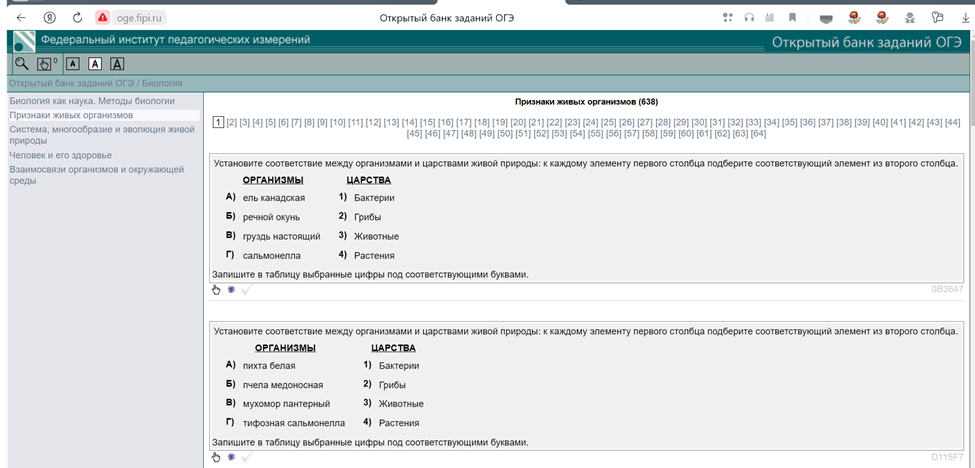 oge.fipi.ru
Открытый банк заданий ОГЭ
Федеральный институт педагогических измерений
Открытый банк заданий ОГЭ
0 A A A
Открытый банк заданий ОГЭ / Биология
Биология как наука. Методы биологии
Признаки живых организмов
Система, многообразие и эволюция живой
природы
Человек и его здоровье
Взаимосвязи организмов и окружающей
среды
Признаки живых организмов (638)
1 [2] [3] [4] [5] [6] [7] [8] [9] [10] [11] [12] [13] [14] [15] [16] [17] [18] [19] [20] [21] [22] [23] [24] [25] [26] [27] [28] [29] [30] [31] [32] [33] [34] [35] [36] [37] [38] [39] [40] [41] [42] [43] [44]
[45] [46] [47] [48] [49] [50] [51] [52] [53] [54] [55] [56] [57] [58] [59] [60] [61] [62] [63] [64]
Установите соответствие между организмами и царствами живой природы: к каждому элементу первого столбца подберите соответствующий элемент из второго столбца.
ОРГАНИЗМЫ ЦАРСТВА
А) ель канадская 1) Бактерии
Б) речной окунь 2) Грибы
В) груздь настоящий 3) Животные
Г) сальмонелла 4) Растения
Запишите в таблицу выбранные цифры под соответствующими буквами.
0B3647
Установите соответствие между организмами и царствами живой природы: к каждому элементу первого столбца подберите соответствующий элемент из второго столбца.
ОРГАНИЗМЫ ЦАРСТВА
А) пихта белая 1) Бактерии
Б) пчела медоносная 2) Грибы
В) мухомор пантерный 3) Животные
Г) тифозная сальмонелла 4) Растения
Запишите в таблицу выбранные цифры под соответствующими буквами.
D115F7